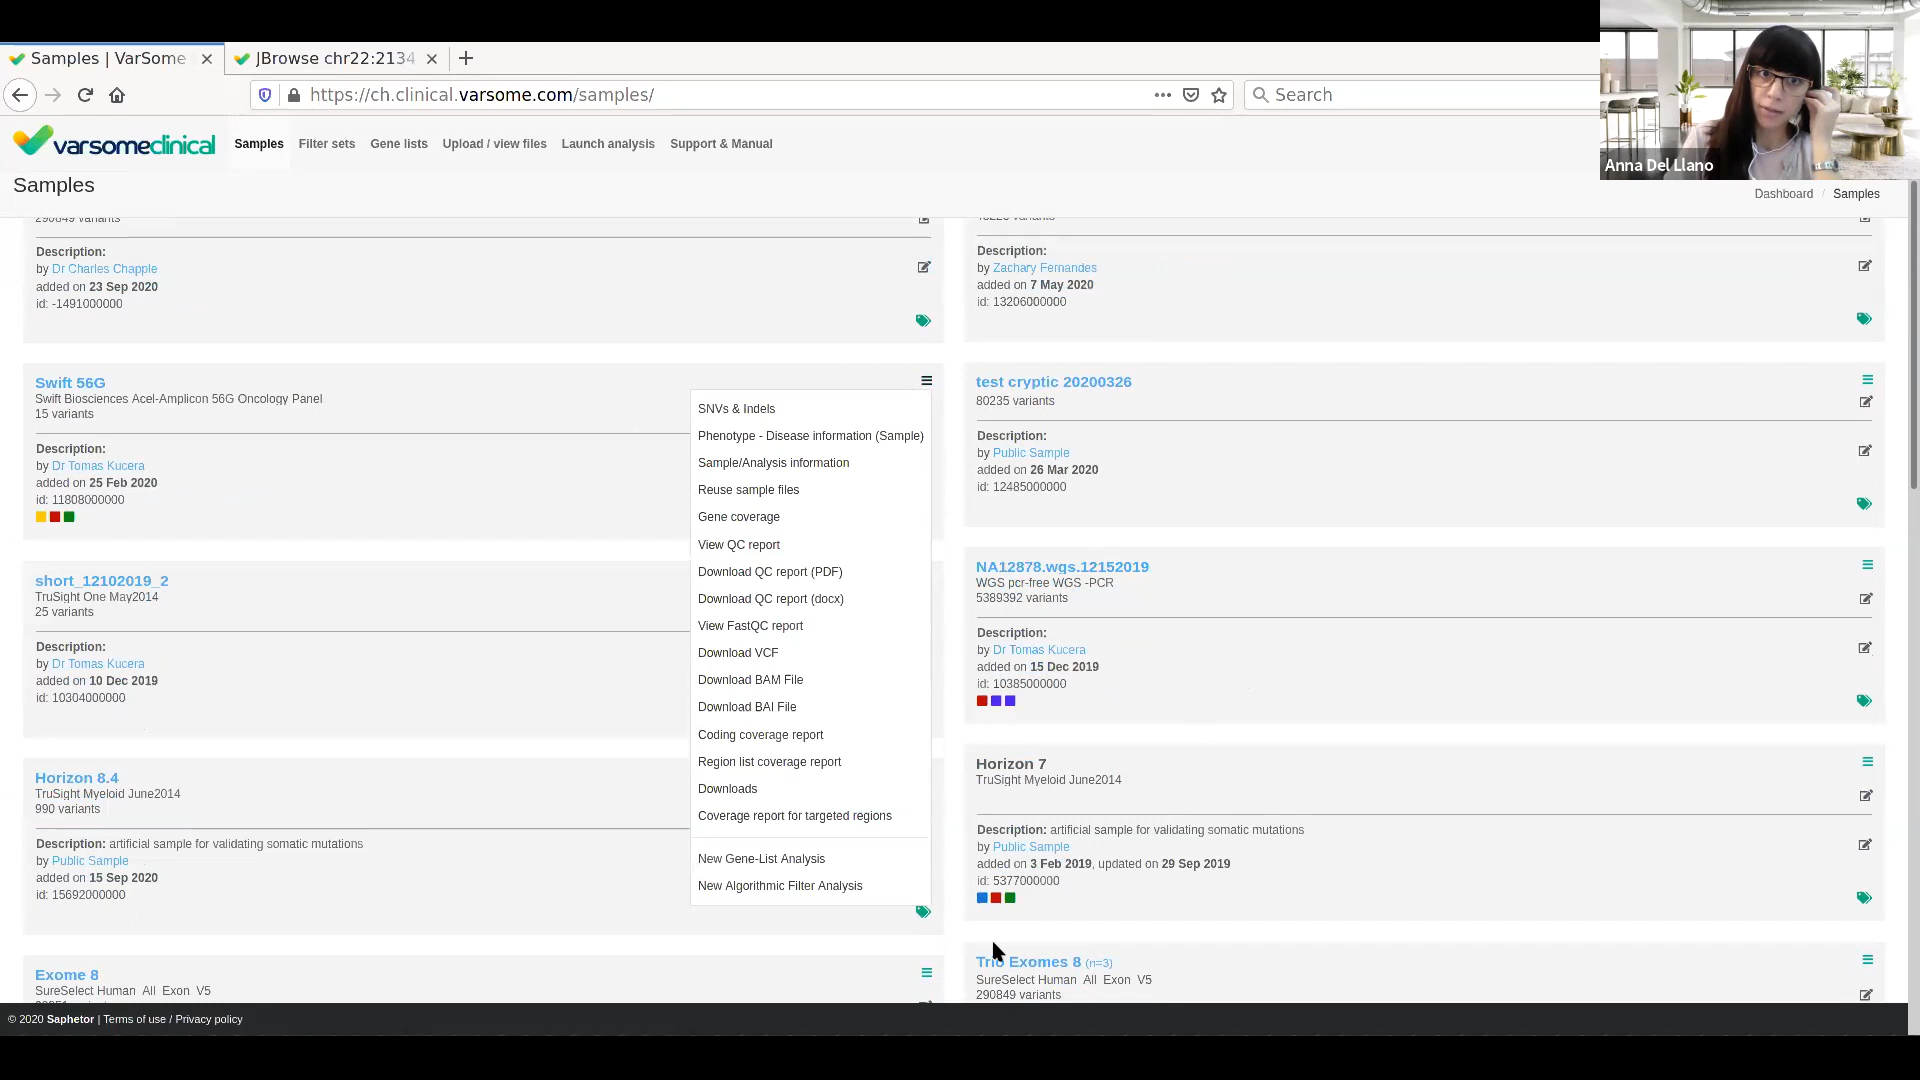 Samples | VarSome
JBrowse chr22:2134
https://ch.clinical.varsome.com/samples/
Search
Anna Del Llano
varsomeclinical
Samples
Filter sets
Gene lists
Upload / view files
Launch analysis
Support & Manual
Samples
Dashboard / Samples
290849 variants
Description:
by Dr Charles Chapple
added on 23 Sep 2020
id: -1491000000
Description:
by Zachary Fernandes
added on 7 May 2020
id: 13206000000
Swift 56G
Swift Biosciences Acel-Amplicon 56G Oncology Panel
15 variants
Description:
by Dr Tomas Kucera
added on 25 Feb 2020
id: 11808000000
SNVs & Indels
Phenotype - Disease information (Sample)
Sample/Analysis information
Reuse sample files
Gene coverage
View QC report
Download QC report (PDF)
Download QC report (docx)
View FastQC report
Download VCF
Download BAM File
Download BAI File
Coding coverage report
Region list coverage report
Downloads
Coverage report for targeted regions
New Gene-List Analysis
New Algorithmic Filter Analysis
test cryptic 20200326
80235 variants
Description:
by Public Sample
added on 26 Mar 2020
id: 12485000000
short_12102019_2
TruSight One May2014
25 variants
Description:
by Dr Tomas Kucera
added on 10 Dec 2019
id: 10304000000
NA12878.wgs.12152019
WGS pcr-free WGS -PCR
5389392 variants
Description:
by Dr Tomas Kucera
added on 15 Dec 2019
id: 10385000000
Horizon 8.4
TruSight Myeloid June2014
990 variants
Description: artificial sample for validating somatic mutations
by Public Sample
added on 15 Sep 2020
id: 15692000000
Horizon 7
TruSight Myeloid June2014
Description: artificial sample for validating somatic mutations
by Public Sample
added on 3 Feb 2019, updated on 29 Sep 2019
id: 5377000000
Exome 8
SureSelect Human All Exon V5
Trio Exomes 8 (n=3)
SureSelect Human All Exon V5
290849 variants
© 2020 Saphetor | Terms of use / Privacy policy